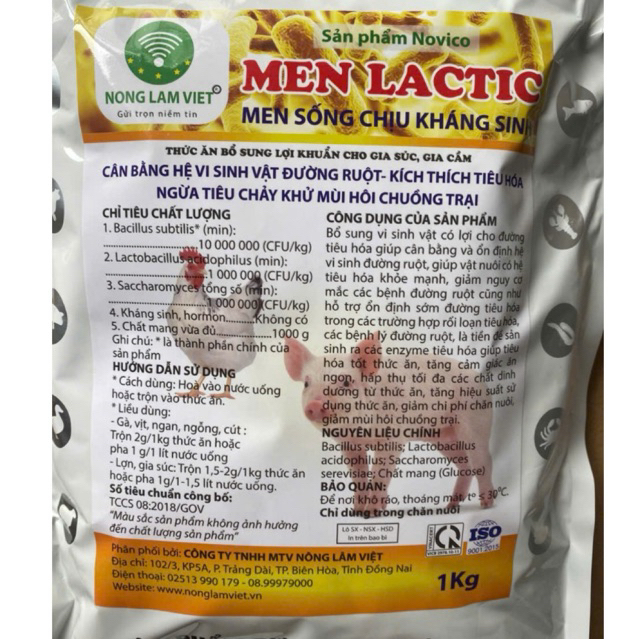 NONG LAM VIET
Gửi trọn niềm tin
Sản phẩm Novico
MEN LACTIC
MEN SỐNG CHỊU KHÁNG SINH
THỨC ĂN BỔ SUNG LỢI KHUẨN CHO GIA SÚC, GIA CẦM
CÂN BẰNG HỆ VI SINH VẬT ĐƯỜNG RUỘT- KÍCH THÍCH TIÊU HÓA
NGỪA TIÊU CHẢY KHỬ MÙI HÔI CHUỒNG TRẠI
CHỈ TIÊU CHẤT LƯỢNG
1. Bacillus subtilis* (min):
10 000 000 (CFU/kg)
2. Lactobacillus acidophilus (min):
1 000 000 (CFU/kg)
3. Saccharomyces tổng số (min):
1 000 000 (CFU/kg)
4. Kháng sinh, hormon..........Không có
5. Chất mang vừa đủ..................1000 g
Ghi chú: * là thành phần chính của
sản phẩm
HƯỚNG DẪN SỬ DỤNG
* Cách dùng: Hoà vào nước uống
hoặc trộn vào thức ăn.
* Liều dùng:
- Gà, vịt, ngan, ngỗng, cút :
Trộn 2g/1kg thức ăn hoặc
pha 1 g/1 lít nước uống
- Lợn, gia súc: Trộn 1,5-2g/1kg thức ăn
hoặc pha 1g/1-1,5 lít nước uống.
Số tiêu chuẩn công bố:
TCCS 08:2018/GOV
"Màu sắc sản phẩm không ảnh hưởng
đến chất lượng sản phẩm"
CÔNG DỤNG CỦA SẢN PHẨM
Bổ sung vi sinh vật có lợi cho đường
tiêu hóa giúp cân bằng và ổn định hệ
vi sinh đường ruột, giúp vật nuôi có hệ
tiêu hóa khỏe mạnh, giảm nguy cơ
mắc các bệnh đường ruột cũng như
hỗ trợ ổn định sớm đường tiêu hóa
trong các trường hợp rối loạn tiêu hóa,
các bệnh lý đường ruột, là tiền đề sản
sinh ra các enzyme tiêu hóa giúp tiêu
hóa tốt thức ăn, tăng cảm giác ăn
ngon, hấp thụ tối đa các chất dinh
dưỡng từ thức ăn, tăng hiệu suất sử
dụng thức ăn, giảm chi phí chăn nuôi,
giảm mùi hôi chuồng trại.
NGUYÊN LIỆU CHÍNH
Bacillus subtilis; Lactobacillus
acidophilus; Saccharomyces
serevisiae; Chất mang (Glucose)
BẢO QUẢN:
Để nơi khô ráo, thoáng mát, t° ≤ 30°C.
Chỉ dùng trong chăn nuôi
Lô SX - NSX - HSD
in trên bao bì
ISO
9001:2015
Phân phối bởi: CÔNG TY TNHH MTV NÔNG LÂM VIỆT
Địa chỉ: 102/3, KP5A, P. Trảng Dài, TP. Biên Hòa, Tỉnh Đồng Nai
Điện thoại: 02513 990 179 - 08.99979000
Website: www.nonglamviet.vn
1Kg